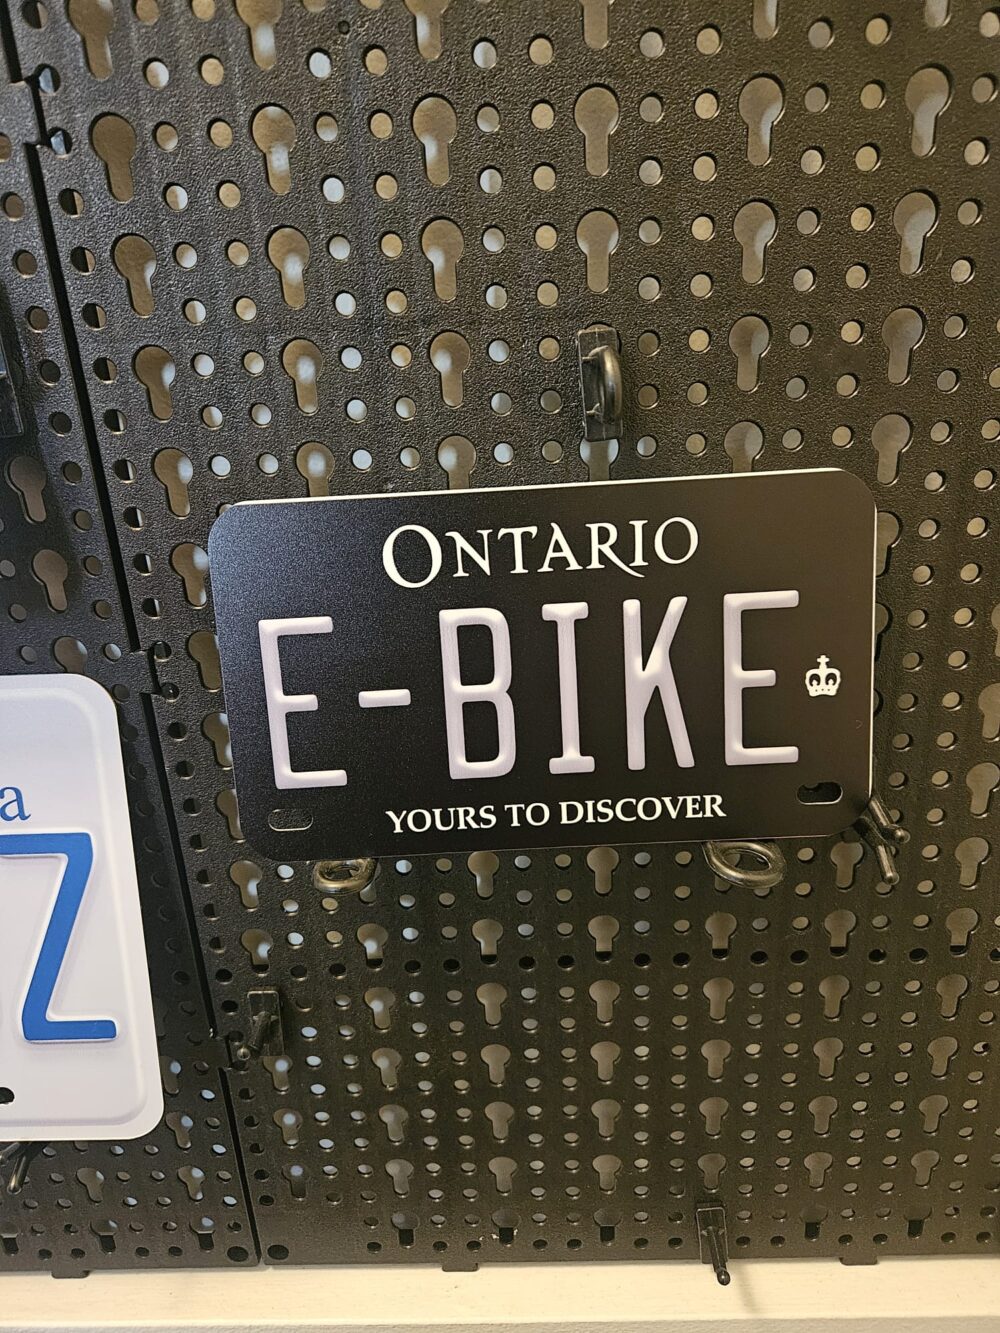 ONTARIO
E-BIKE
YOURS TO DISCOVER
a
Z